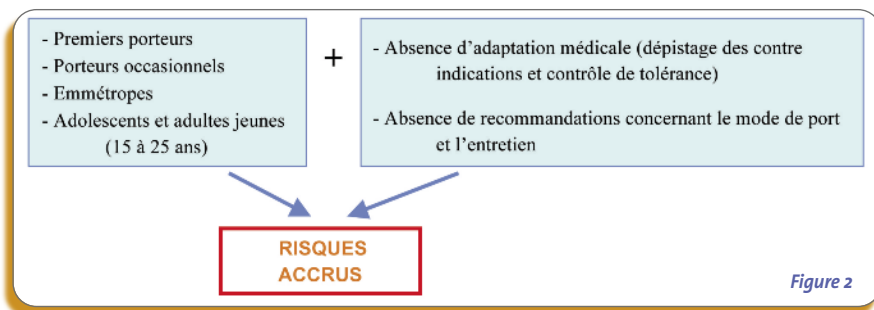 - Premiers porteurs
- Porteurs occasionnels
- Emmétropes
- Adolescents et adultes jeunes
(15 à 25 ans)
+
- Absence d’adaptation médicale (dépistage des contre
indications et contrôle de tolérance)
- Absence de recommandations concernant le mode de port
et l’entretien
RISQUES
ACCRUS
Figure 2